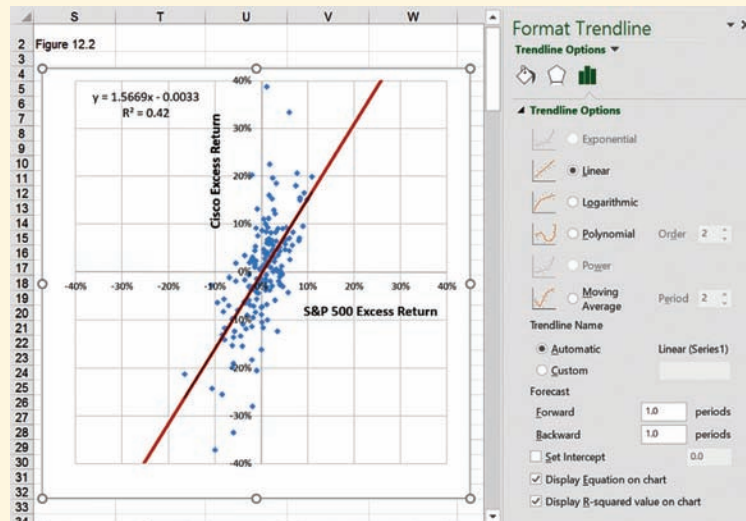 S T U V W
2 Figure 12.2
3
4
5
6
7
8
9
10
11
12
13
14
15
16
17
18
19
20
21
22
23
24
25
26
27
28
29
30
31
32
33
34
y = 1.5669x - 0.0033
R² = 0.42
Cisco Excess Return
40%
30%
20%
10%
0%
-40% -30% -20% -10% 0% 10% 20% 30% 40%
S&P 500 Excess Return
-10%
-20%
-30%
-40%
Format Trendline
Trendline Options
Trendline Options
Exponential
Linear
Logarithmic
Polynomial Order 2
Power
Moving Average Period 2
Trendline Name
Automatic Linear (Series1)
Custom
Forecast
Forward 1.0 periods
Backward 1.0 periods
Set Intercept 0.0
Display Equation on chart
Display R-squared value on chart